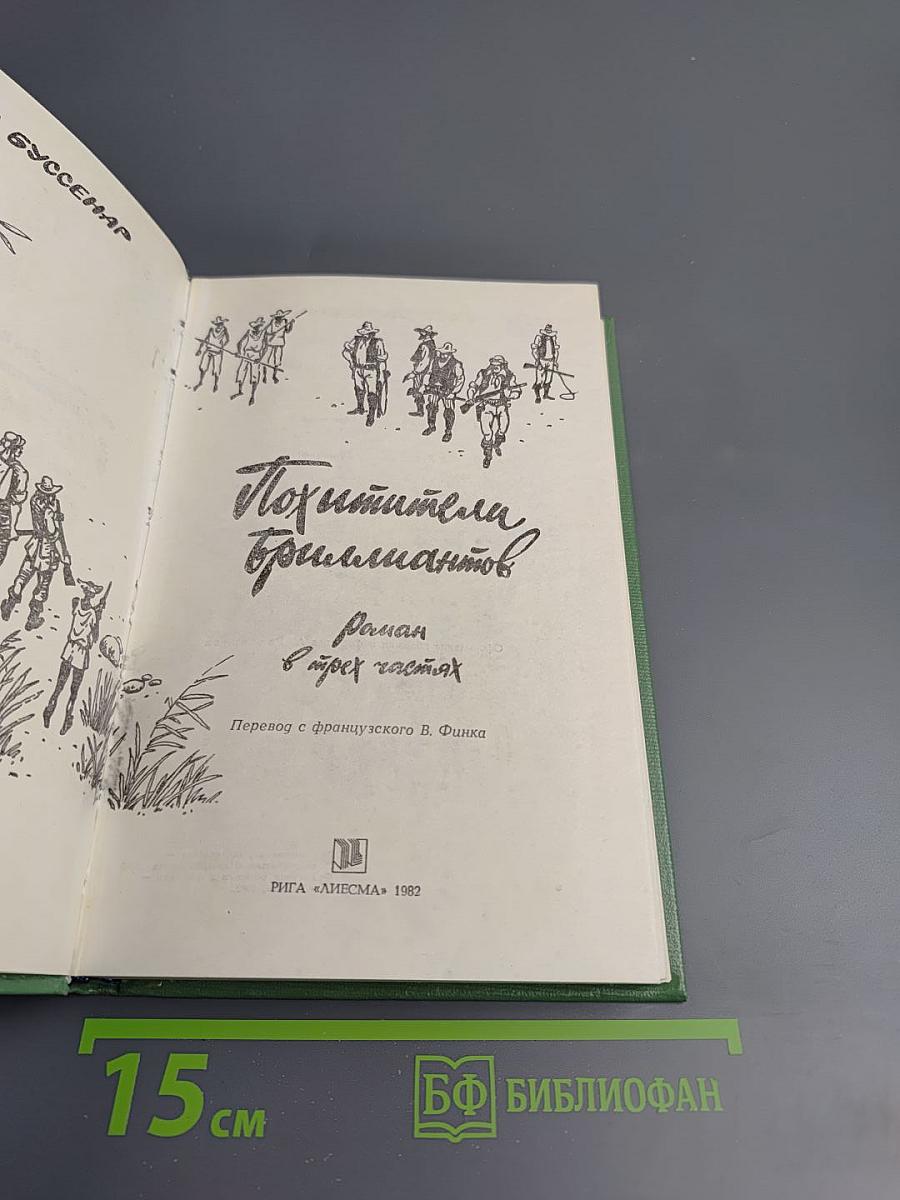 БУССЕНАР
Похитители
Бриллиантов
роман
в трех частях
Перевод с французского В. Финка
РИГА «ЛИЕСМА» 1982
15 см
БФ БИБЛИОФАН